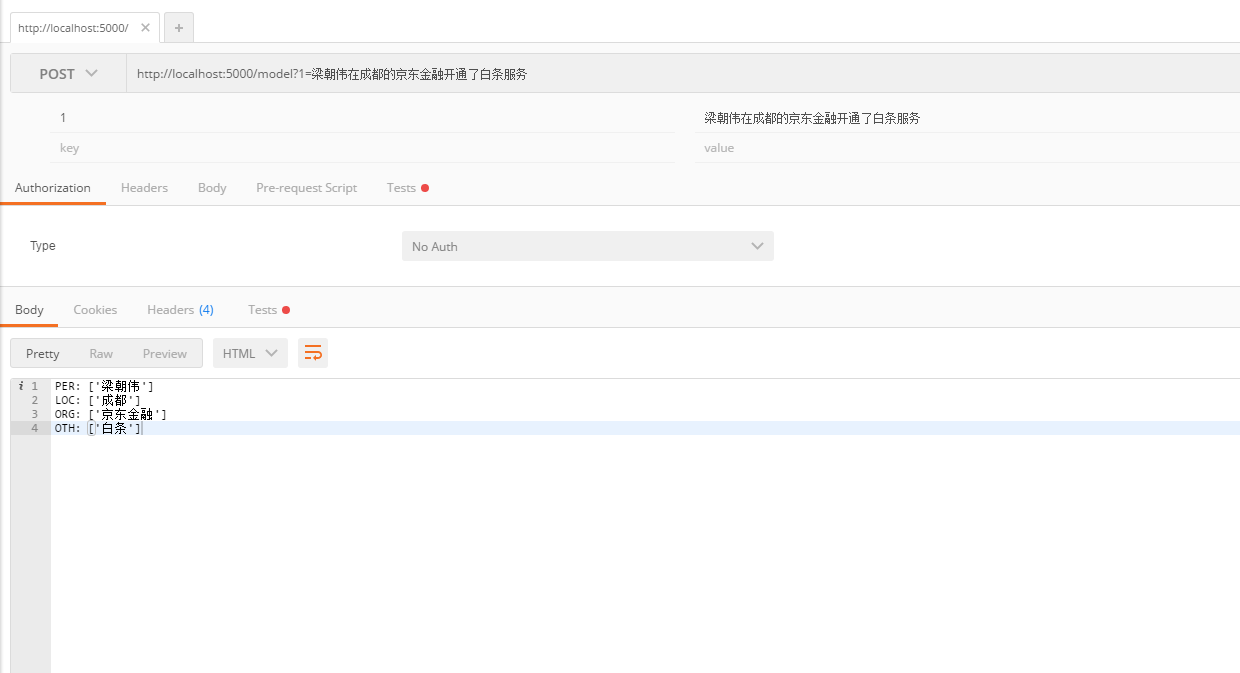 http://localhost:5000/
POST http://localhost:5000/model?1=梁朝伟在成都的京东金融开通了白条服务
1 梁朝伟在成都的京东金融开通了白条服务
key value
Authorization Headers Body Pre-request Script Tests
Type No Auth
Body Cookies Headers (4) Tests
Pretty Raw Preview HTML
i 1 PER: ['梁朝伟']
2 LOC: ['成都']
3 ORG: ['京东金融']
4 OTH: ['白条']